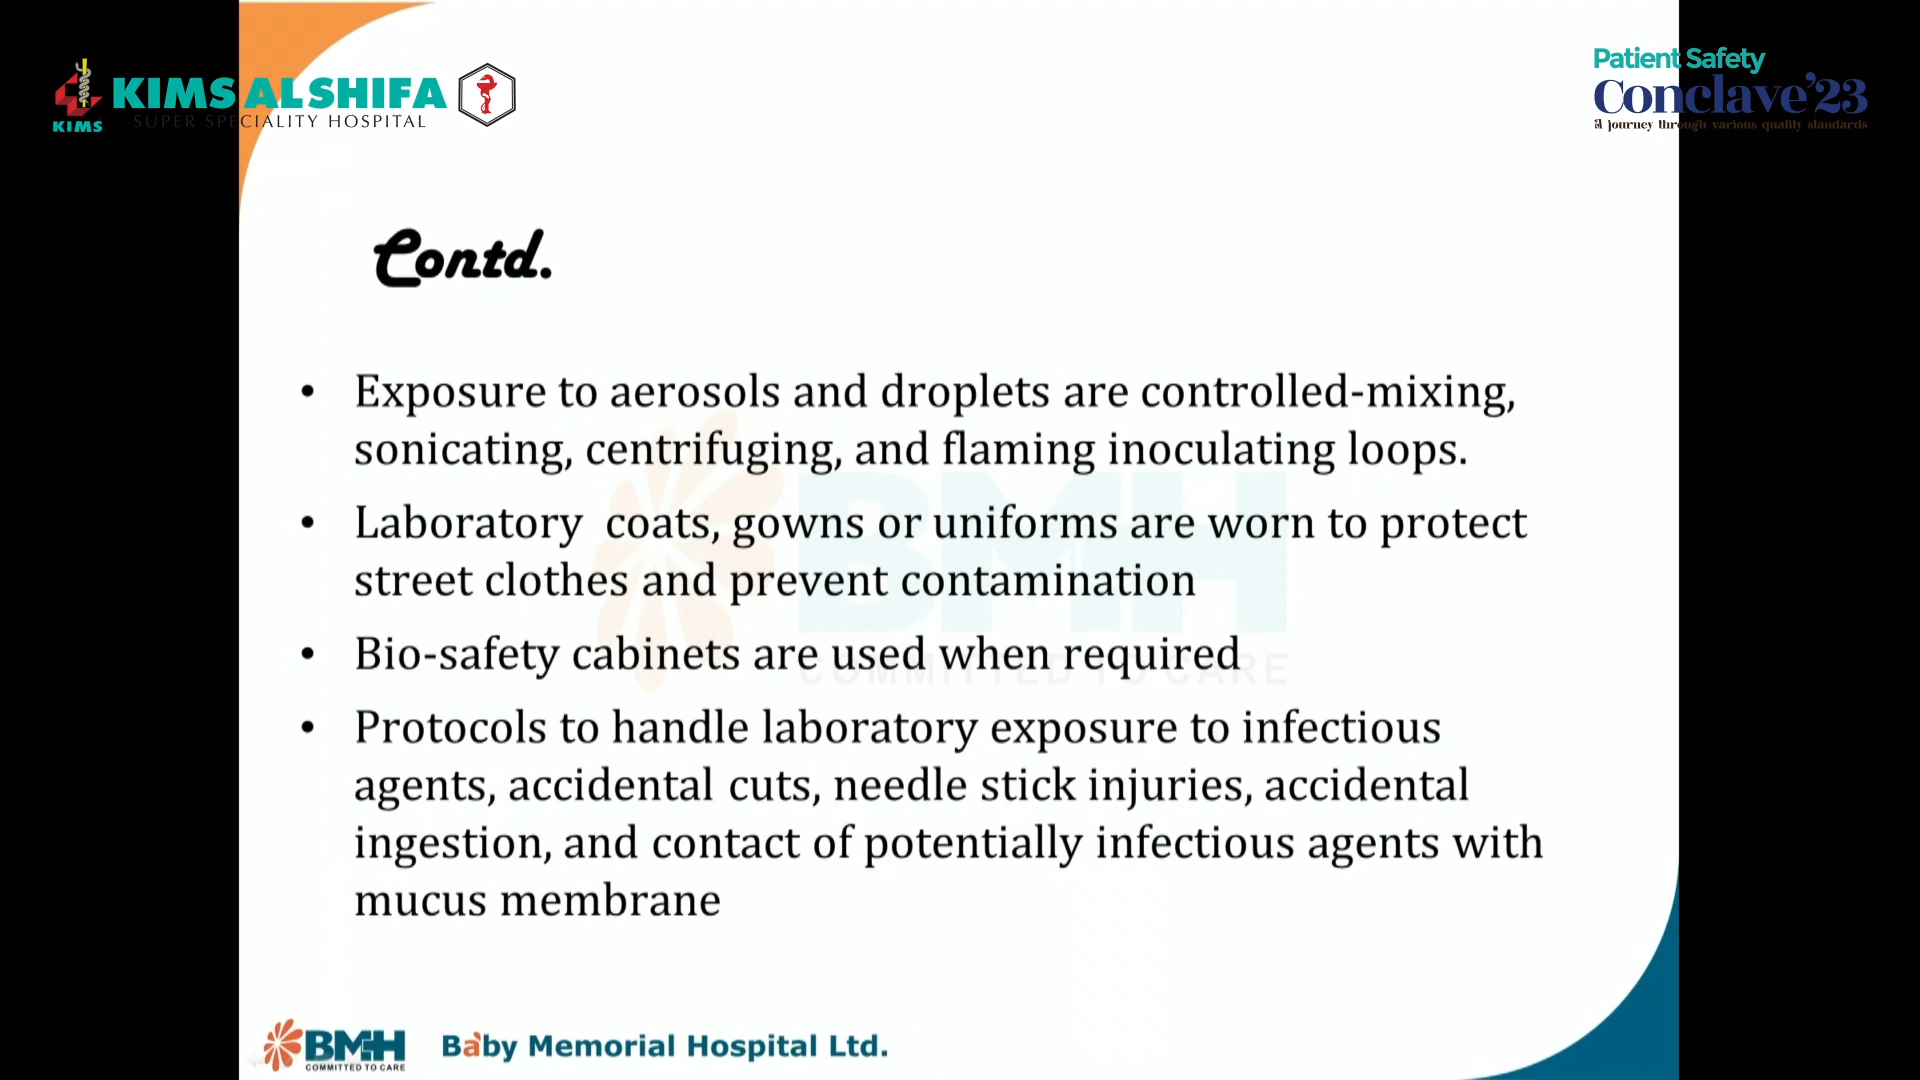 KIMS ALSHIFA
SUPER SPECIALITY HOSPITAL
KIMS
Patient Safety
Conclave'23
A journey through various quality standards
Contd.
• Exposure to aerosols and droplets are controlled-mixing,
sonicating, centrifuging, and flaming inoculating loops.
• Laboratory coats, gowns or uniforms are worn to protect
street clothes and prevent contamination
• Bio-safety cabinets are used when required
• Protocols to handle laboratory exposure to infectious
agents, accidental cuts, needle stick injuries, accidental
ingestion, and contact of potentially infectious agents with
mucus membrane
BMH
COMMITTED TO CARE
BMH
COMMITTED TO CARE
Baby Memorial Hospital Ltd.